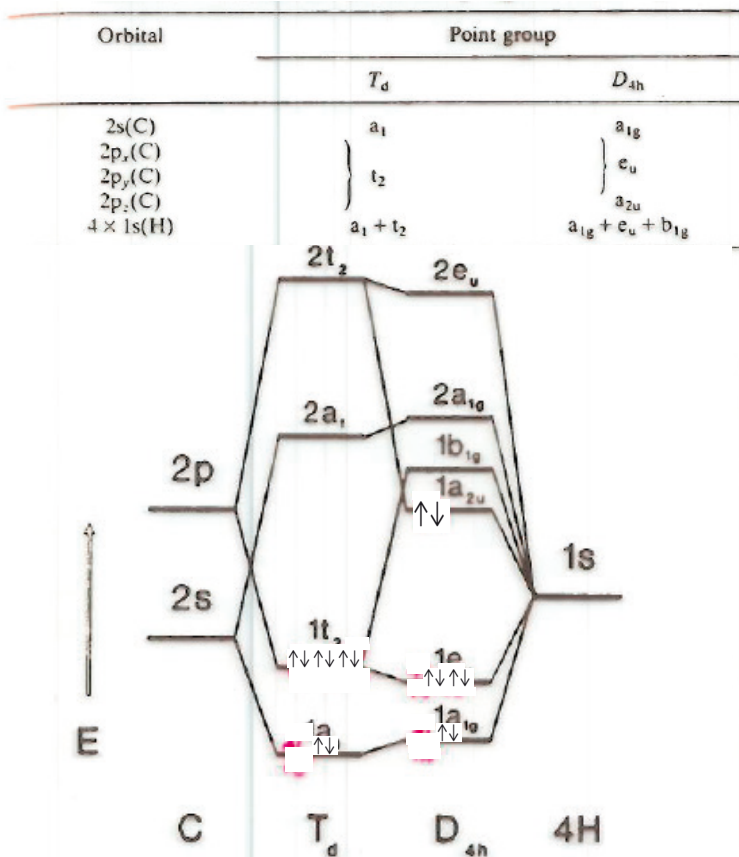 Orbital Point group
T_d D_4h
2s(C) a_1 a_1g
2p_x(C)
2p_y(C) t_2 e_u
2p_z(C) a_2u
4 × 1s(H) a_1 + t_2 a_1g + e_u + b_1g
2t_2 2e_u
2a_1 2a_1g
1b_1g
2p 1a_2u
↑↓
1s
2s
1t_2 1e
↑↓ ↑↓ ↑↓ ↑↓ ↑↓
1a 1a_1g
↑↓ ↑↓
E
C T_d D_4h 4H